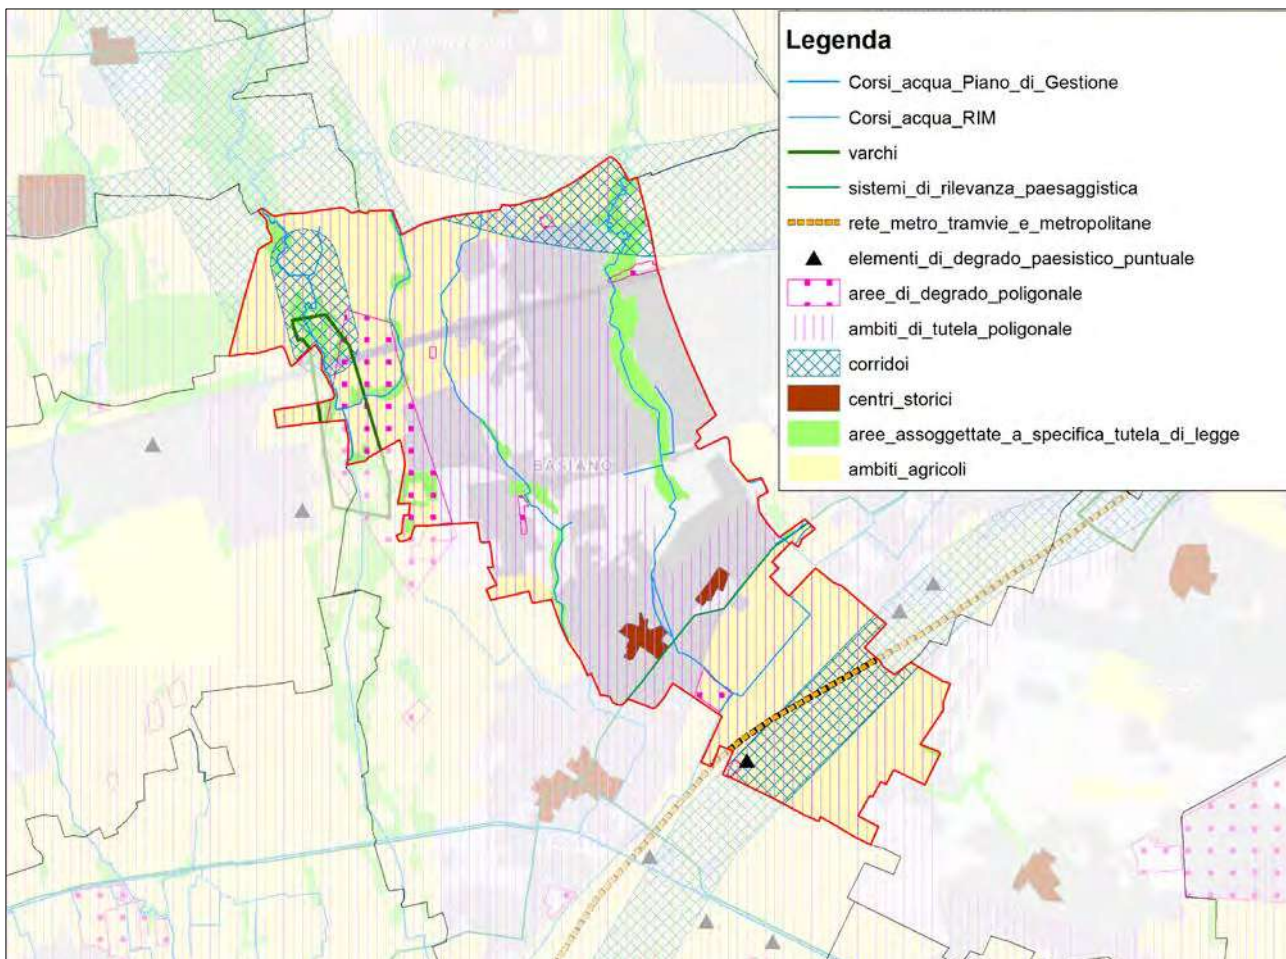 Legenda
Corsi_acqua_Piano_di_Gestione
Corsi_acqua_RIM
varchi
sistemi_di_rilevanza_paesaggistica
rete_metro_tramvie_e_metropolitane
elementi_di_degrado_paesistico_puntuale
aree_di_degrado_poligonale
ambiti_di_tutela_poligonale
corridoi
centri_storici
aree_assoggettate_a_specifica_tutela_di_legge
ambiti_agricoli
BASIANO